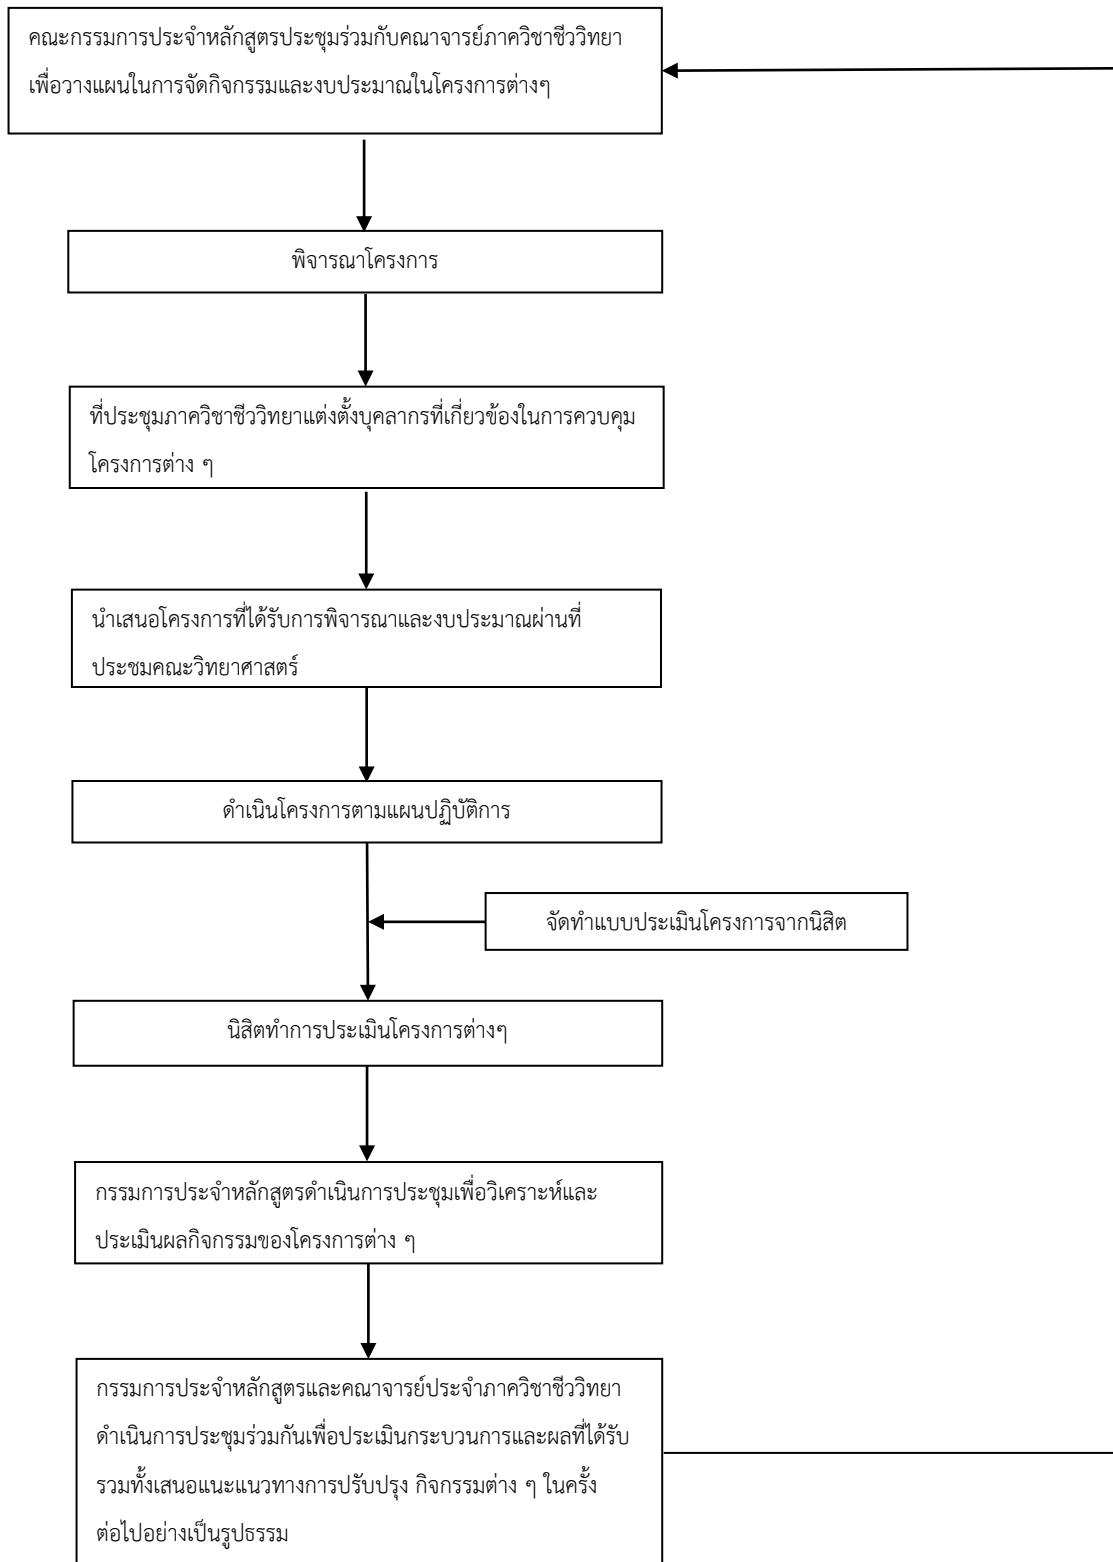 คณะกรรมการประจำหลักสูตรประชุมร่วมกับคณาจารย์ภาควิชาชีววิทยา
เพื่อวางแผนในการจัดกิจกรรมและงบประมาณในโครงการต่างๆ
พิจารณาโครงการ
ที่ประชุมภาควิชาชีววิทยาแต่งตั้งบุคลากรที่เกี่ยวข้องในการควบคุม
โครงการต่าง ๆ
นำเสนอโครงการที่ได้รับการพิจารณาและงบประมาณผ่านที่
ประชมคณะวิทยาศาสตร์
ดำเนินโครงการตามแผนปฏิบัติการ
จัดทำแบบประเมินโครงการจากนิสิต
นิสิตทำการประเมินโครงการต่างๆ
กรรมการประจำหลักสูตรดำเนินการประชุมเพื่อวิเคราะห์และ
ประเมินผลกิจกรรมของโครงการต่าง ๆ
กรรมการประจำหลักสูตรและคณาจารย์ประจำภาควิชาชีววิทยา
ดำเนินการประชุมร่วมกันเพื่อประเมินกระบวนการและผลที่ได้รับ
รวมทั้งเสนอแนะแนวทางการปรับปรุง กิจกรรมต่าง ๆ ในครั้ง
ต่อไปอย่างเป็นรูปธรรม